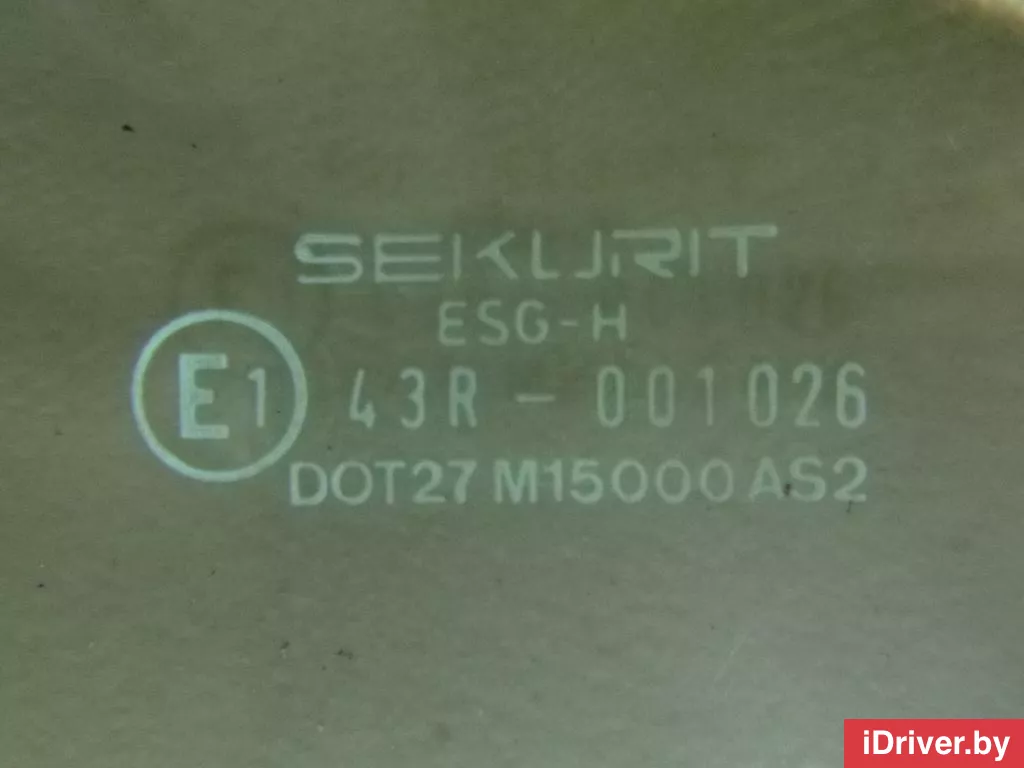 SEKURIT
ESG-H
E1 43R - 001026
DOT27 M15000 AS2
iDriver.by